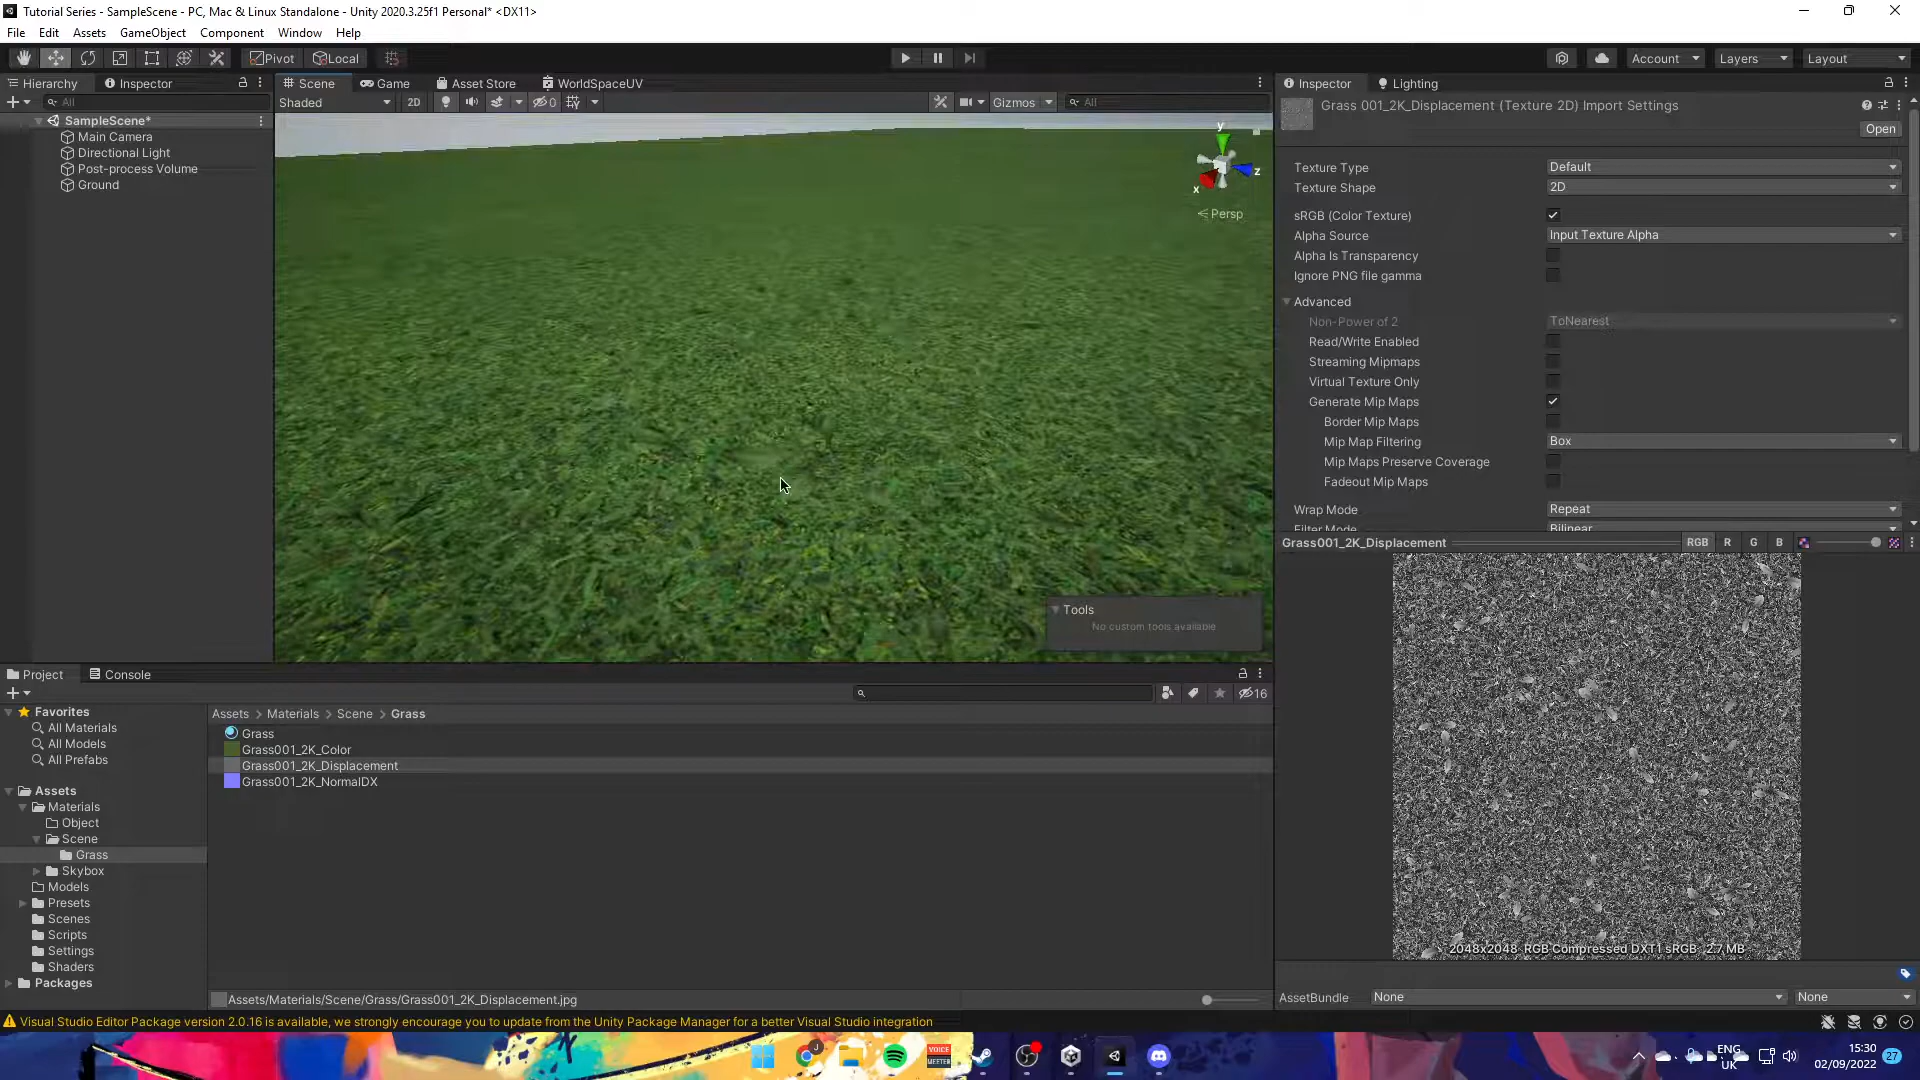 Tutorial Series - SampleScene - PC, Mac & Linux Standalone - Unity 2020.3.25f1 Personal* <DX11>
File Edit Assets GameObject Component Window Help
Pivot Local Account Layers Layout
Hierarchy Inspector Scene Game Asset Store WorldSpaceUV Inspector Lighting
All Shaded 2D 0 Gizmos All
SampleScene*
Main Camera
Directional Light
Post-process Volume
Ground
y
z
x
Persp
Tools
No custom tools available
Grass 001_2K_Displacement (Texture 2D) Import Settings
Open
Texture Type Default
Texture Shape 2D
sRGB (Color Texture)
Alpha Source Input Texture Alpha
Alpha Is Transparency
Ignore PNG file gamma
Advanced
Non-Power of 2 ToNearest
Read/Write Enabled
Streaming Mipmaps
Virtual Texture Only
Generate Mip Maps
Border Mip Maps
Mip Map Filtering Box
Mip Maps Preserve Coverage
Fadeout Mip Maps
Wrap Mode Repeat
Filter Mode Bilinear
Grass001_2K_Displacement RGB R G B
2048x2048 RGB Compressed DXT1 sRGB 2.7 MB
AssetBundle None None
Project Console
16
Favorites
All Materials
All Models
All Prefabs
Assets
Materials
Object
Scene
Grass
Skybox
Models
Presets
Scenes
Scripts
Settings
Shaders
Packages
Assets > Materials > Scene > Grass
Grass
Grass001_2K_Color
Grass001_2K_Displacement
Grass001_2K_NormalDX
Assets/Materials/Scene/Grass/Grass001_2K_Displacement.jpg
Visual Studio Editor Package version 2.0.16 is available, we strongly encourage you to update from the Unity Package Manager for a better Visual Studio integration
J
VOICE
MEETER
ENG
UK
15:30
02/09/2022
27